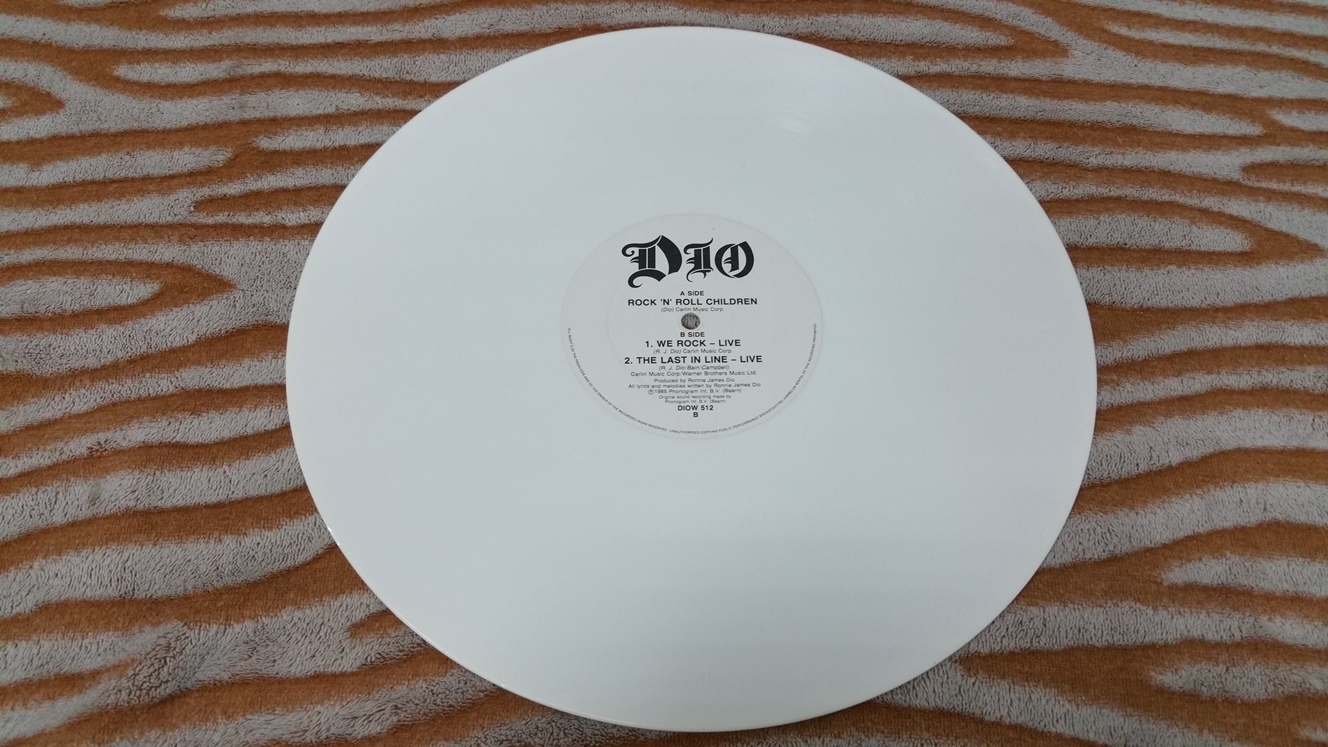 DIO
A SIDE
ROCK 'N' ROLL CHILDREN
(Dio) Carlin Music Corp.
B SIDE
1. WE ROCK – LIVE
(R. J. Dio) Carlin Music Corp.
2. THE LAST IN LINE – LIVE
(R. J. Dio/Bain/Campbell)
Carlin Music Corp/Warner Brothers Music Ltd.
Produced by Ronnie James Dio
All lyrics and melodies written by Ronnie James Dio
℗ 1985 Phonogram Int. B.V. (Baarn)
Original sound recording made by
Phonogram Int. B.V. (Baarn)
DIOW 512
B